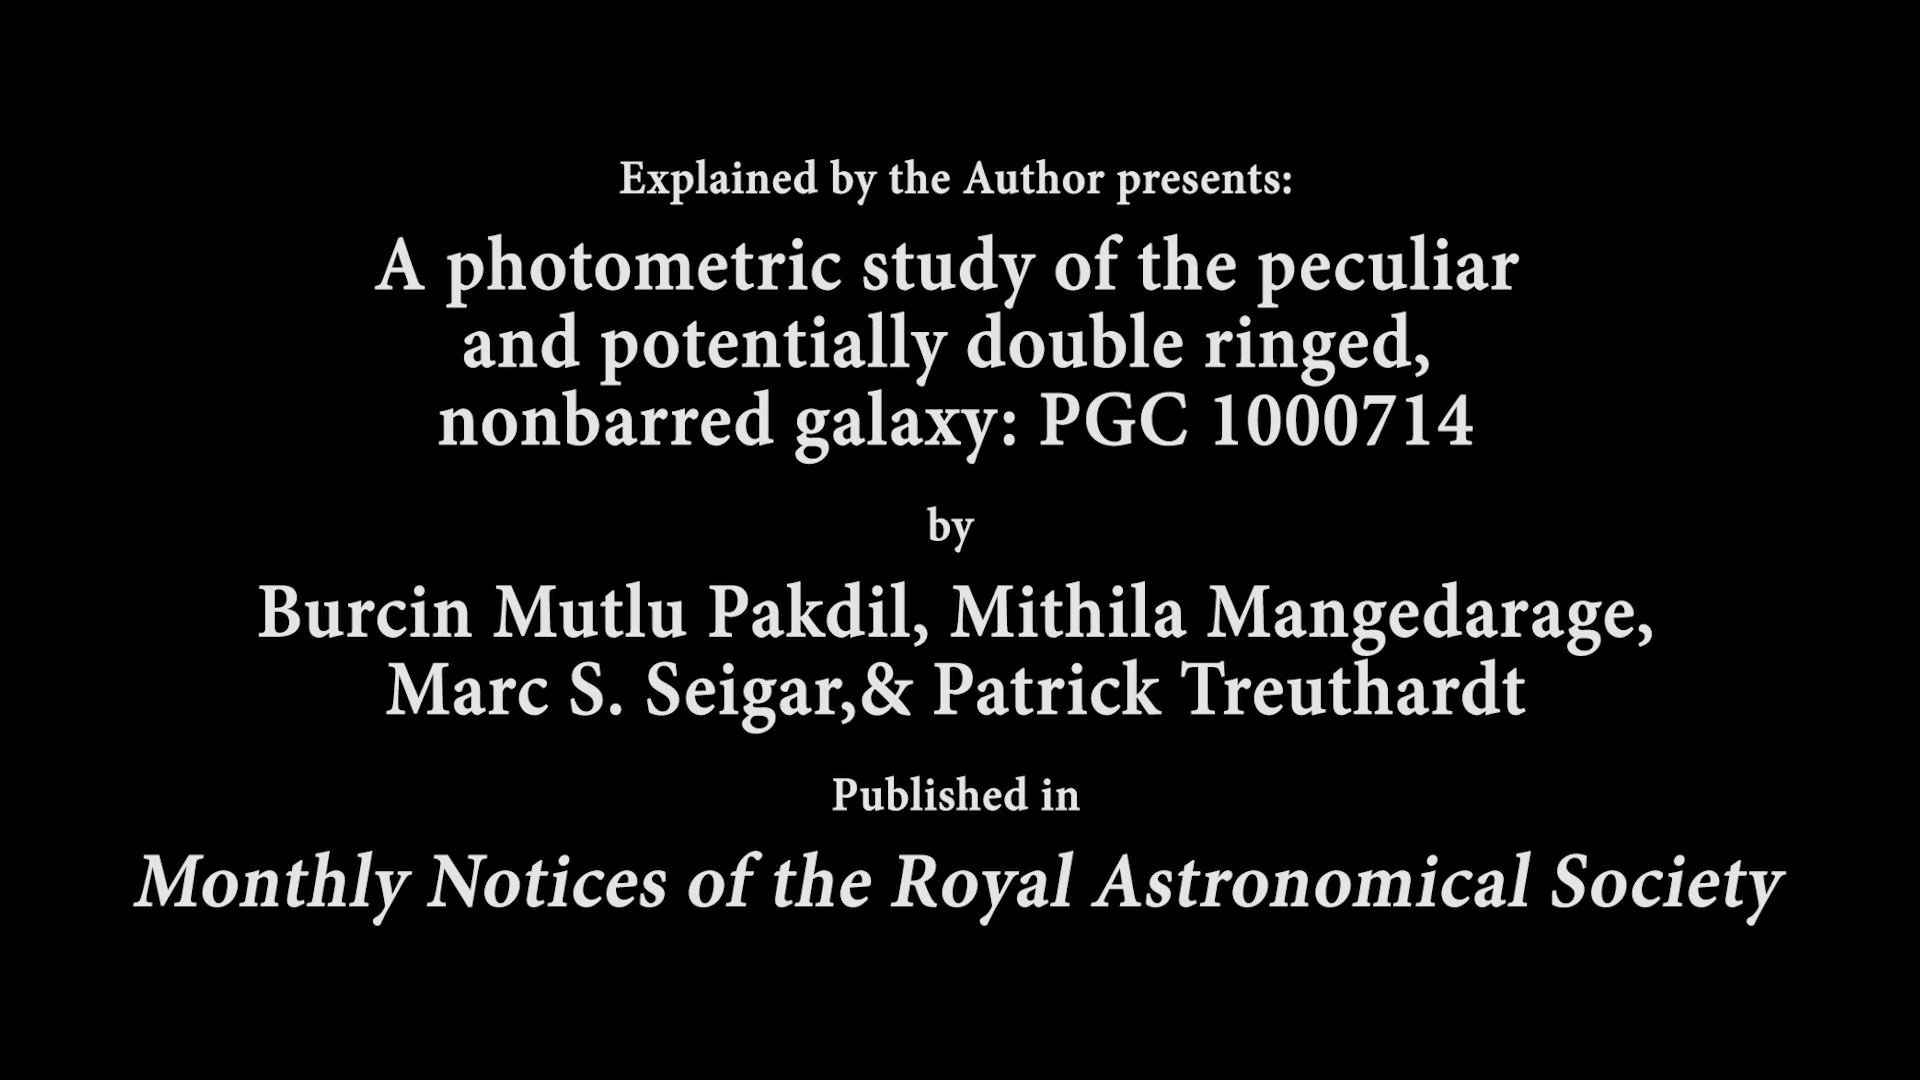 Explained by the Author presents:
A photometric study of the peculiar
and potentially double ringed,
nonbarred galaxy: PGC 1000714
by
Burcin Mutlu Pakdil, Mithila Mangedarage,
Marc S. Seigar,& Patrick Treuthardt
Published in
Monthly Notices of the Royal Astronomical Society